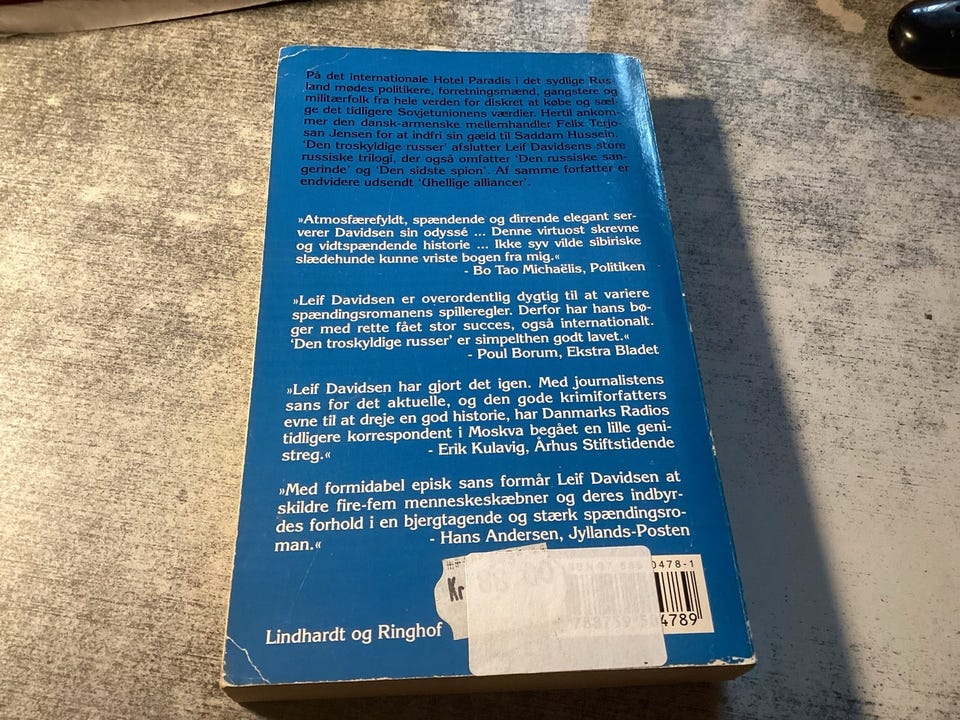 På det internationale Hotel Paradis i det sydlige Rus-
land mødes politikere, forretningsmænd, gangstere og
militærfolk fra hele verden for diskret at købe og sæl-
ge det tidligere Sovjetunionens værdier. Hertil ankom-
mer den dansk-armenske mellemhandler Felix Terjo-
san Jensen for at indfri sin gæld til Saddam Hussein.
'Den troskyldige russer' afslutter Leif Davidsens store
russiske trilogi, der også omfatter 'Den russiske san-
gerinde' og 'Den sidste spion'. Af samme forfatter er
endvidere udsendt 'Uhellige alliancer'.
»Atmosfærefyldt, spændende og dirrende elegant ser-
verer Davidsen sin odyssé ... Denne virtuost skrevne
og vidtspændende historie ... Ikke syv vilde sibiriske
slædehunde kunne vriste bogen fra mig.«
- Bo Tao Michaëlis, Politiken
»Leif Davidsen er overordentlig dygtig til at variere
spændingsromanens spilleregler. Derfor har hans bø-
ger med rette fået stor succes, også internationalt.
'Den troskyldige russer' er simpelthen godt lavet.«
- Poul Borum, Ekstra Bladet
»Leif Davidsen har gjort det igen. Med journalistens
sans for det aktuelle, og den gode krimiforfatters
evne til at dreje en god historie, har Danmarks Radios
tidligere korrespondent i Moskva begået en lille geni-
streg.« - Erik Kulavig, Århus Stiftstidende
»Med formidabel episk sans formår Leif Davidsen at
skildre fire-fem menneskeskæbner og deres indbyr-
des forhold i en bjergtagende og stærk spændingsro-
man.« - Hans Andersen, Jyllands-Posten
0478-1
Kr
504789
Lindhardt og Ringhof